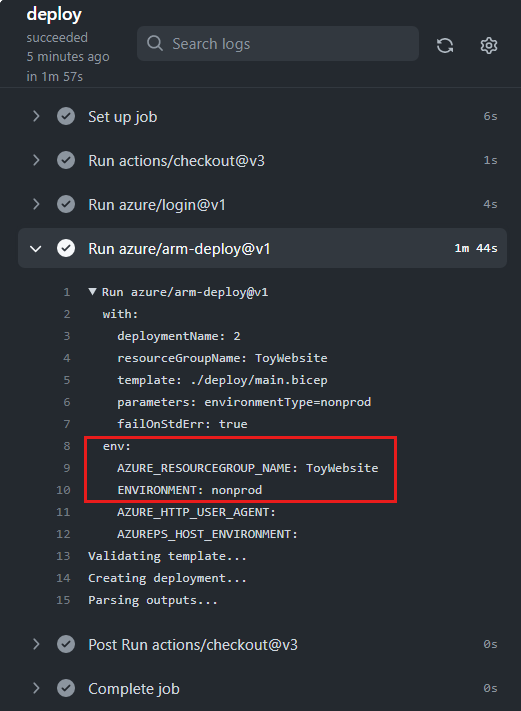 deploy
succeeded
5 minutes ago
in 1m 57s
Search logs
Set up job 6s
Run actions/checkout@v3 1s
Run azure/login@v1 4s
Run azure/arm-deploy@v1 1m 44s
1 ▼ Run azure/arm-deploy@v1
2 with:
3 deploymentName: 2
4 resourceGroupName: ToyWebsite
5 template: ./deploy/main.bicep
6 parameters: environmentType=nonprod
7 failOnStdErr: true
8 env:
9 AZURE_RESOURCEGROUP_NAME: ToyWebsite
10 ENVIRONMENT: nonprod
11 AZURE_HTTP_USER_AGENT:
12 AZUREPS_HOST_ENVIRONMENT:
13 Validating template...
14 Creating deployment...
15 Parsing outputs...
Post Run actions/checkout@v3 0s
Complete job 0s